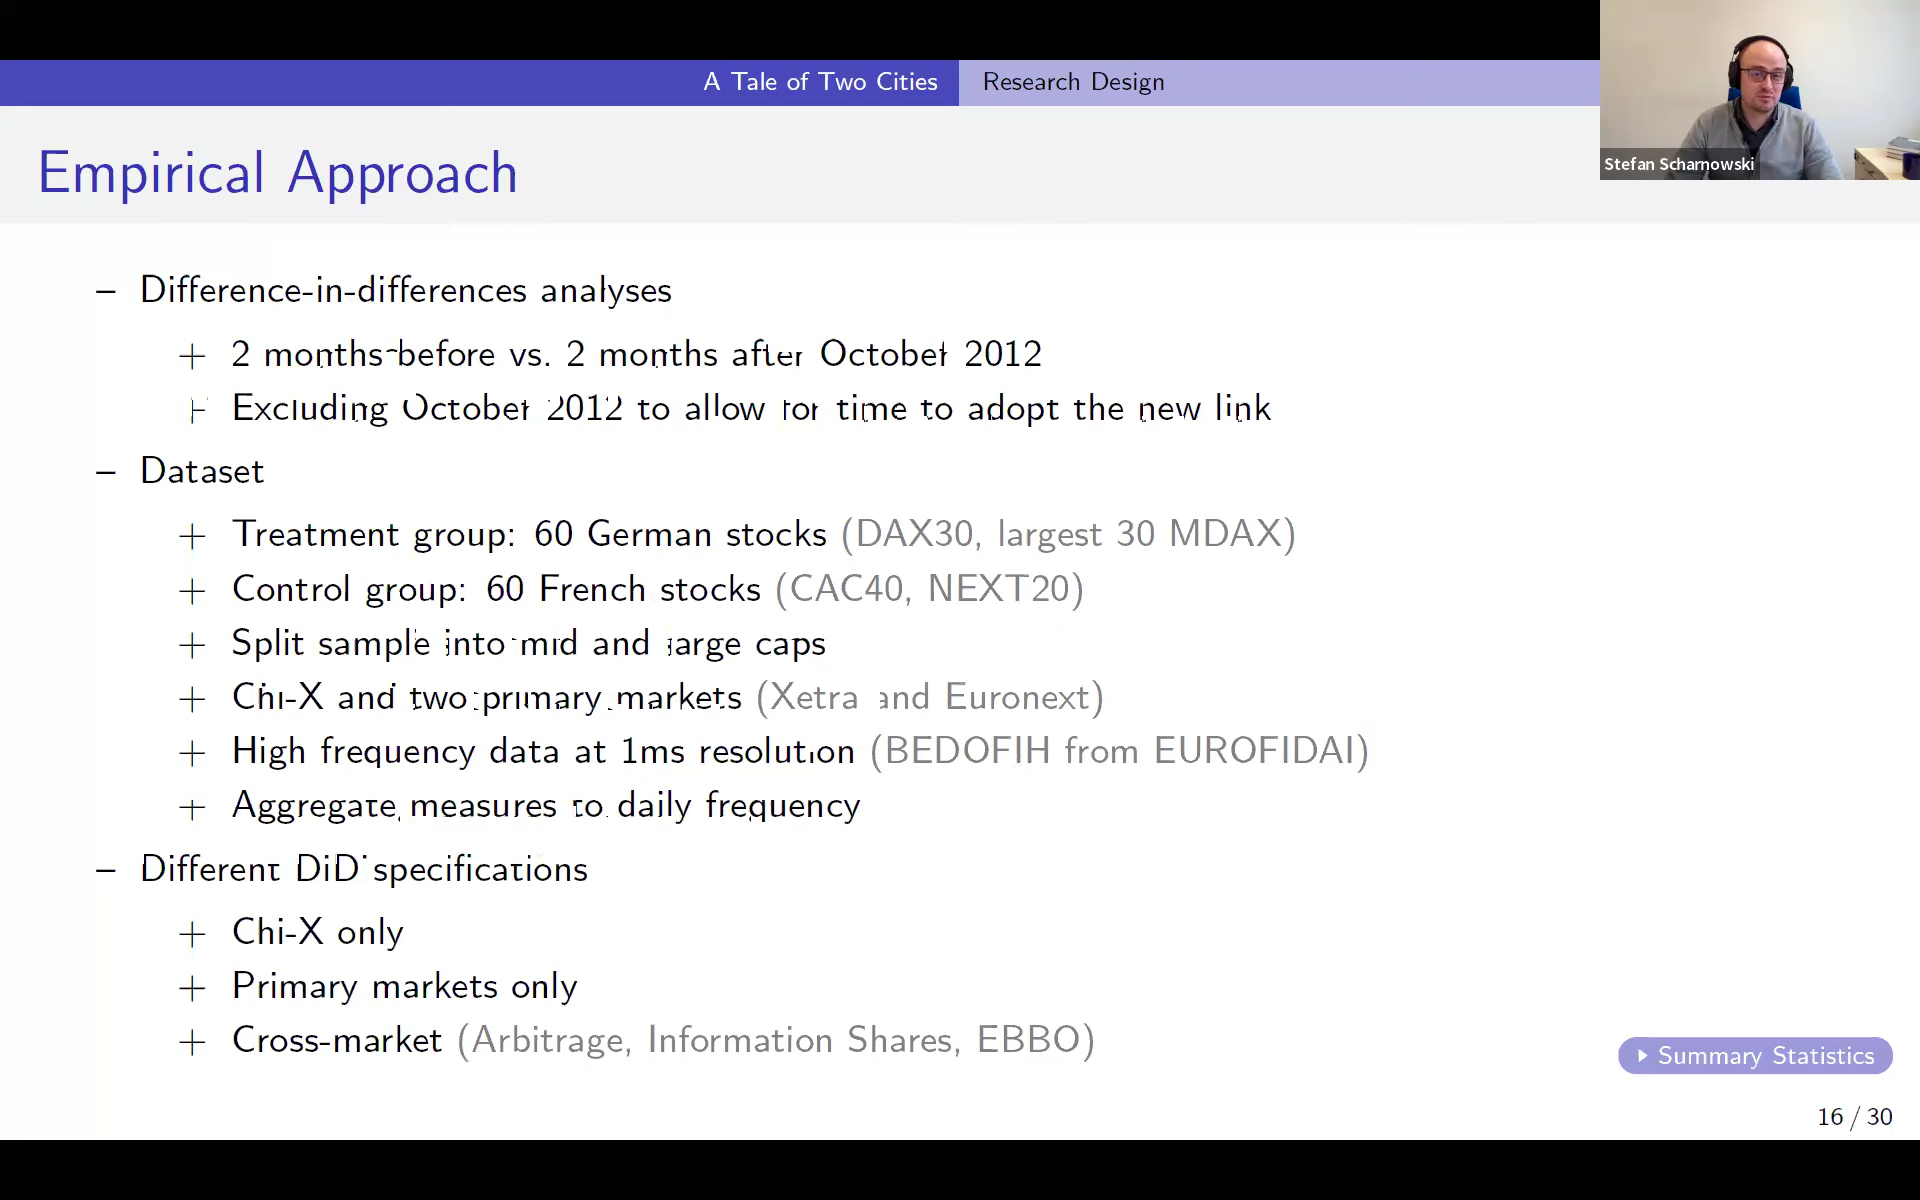 A Tale of Two Cities Research Design
Stefan Scharnowski
Empirical Approach
– Difference-in-differences analyses
+ 2 months before vs. 2 months after October 2012
+ Excluding October 2012 to allow for time to adopt the new link
– Dataset
+ Treatment group: 60 German stocks (DAX30, largest 30 MDAX)
+ Control group: 60 French stocks (CAC40, NEXT20)
+ Split sample into mid and large caps
+ Chi-X and two primary markets (Xetra and Euronext)
+ High frequency data at 1ms resolution (BEDOFIH from EUROFIDAI)
+ Aggregate measures to daily frequency
– Different DiD specifications
+ Chi-X only
+ Primary markets only
+ Cross-market (Arbitrage, Information Shares, EBBO)
Summary Statistics
16 / 30